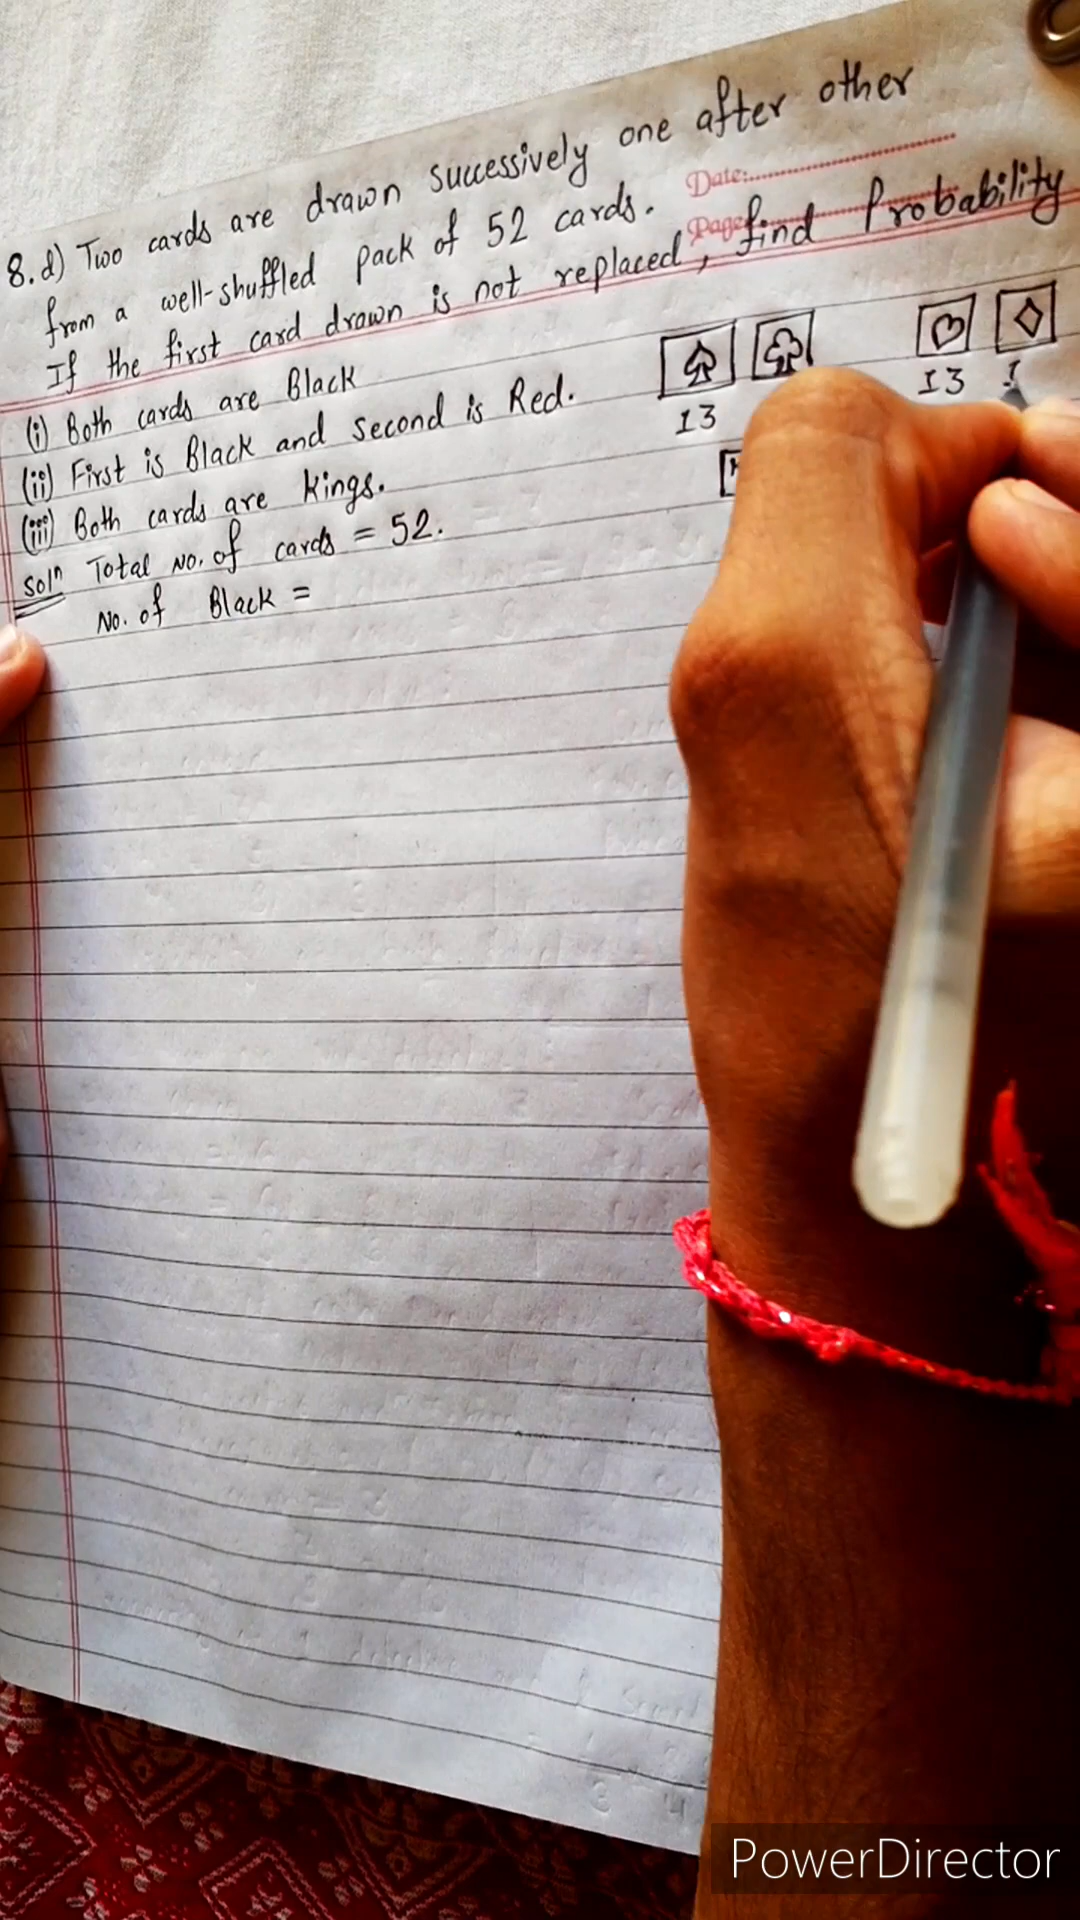 8.d) Two cards are drawn successively one after other
Date:
from a well-shuffled pack of 52 cards.
Page
If the first card drawn is not replaced, find Probability
(i) Both cards are Black
(ii) First is Black and second is Red.
(iii) Both cards are kings.
13
13
Soln Total No. of cards = 52.
No. of Black =
PowerDirector